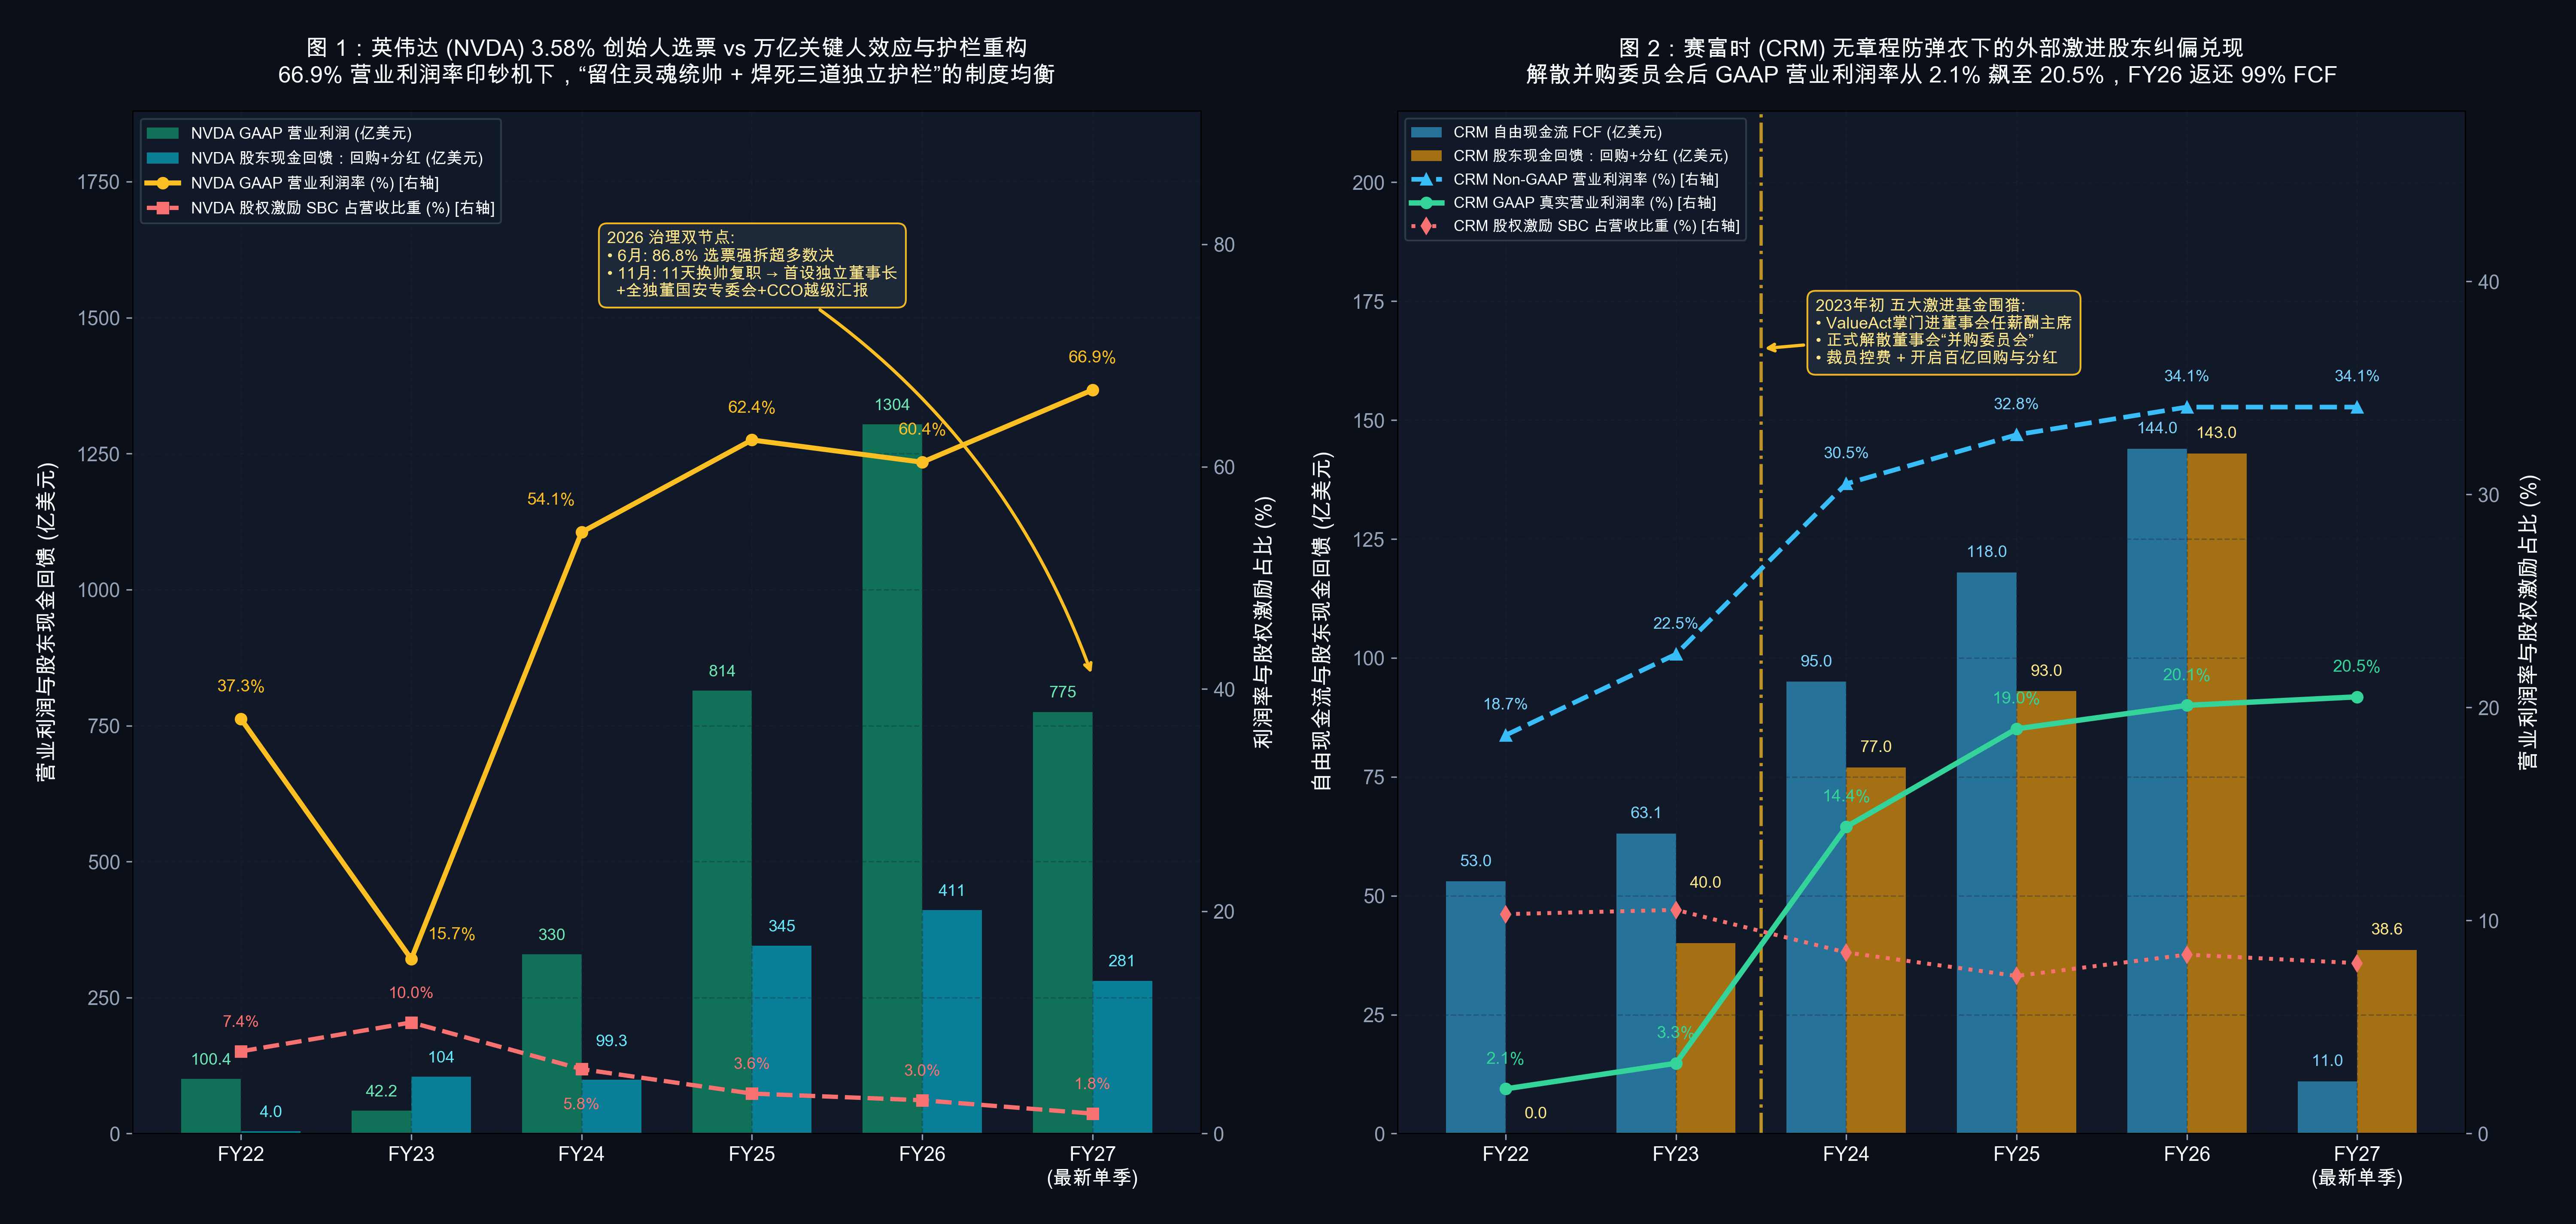 图 1：英伟达 (NVDA) 3.58% 创始人选票 vs 万亿关键人效应与护栏重构
66.9% 营业利润率印钞机下，“留住灵魂统帅 + 焊死三道独立护栏”的制度均衡
NVDA GAAP 营业利润 (亿美元)
NVDA 股东现金回馈：回购+分红 (亿美元)
NVDA GAAP 营业利润率 (%) [右轴]
NVDA 股权激励 SBC 占营收比重 (%) [右轴]
2026 治理双节点:
• 6月: 86.8% 选票强拆超多数决
• 11月: 11天换帅复职 → 首设独立董事长
+全独董国安专委会+CCO越级汇报
营业利润与股东现金回馈 (亿美元)
1750
1500
1250
1000
750
500
250
0
80
60
40
20
0
利润率与股权激励占比 (%)
37.3%
15.7%
54.1%
62.4%
60.4%
66.9%
100.4
42.2
330
814
1304
775
4.0
104
99.3
345
411
281
7.4%
10.0%
5.8%
3.6%
3.0%
1.8%
FY22
FY23
FY24
FY25
FY26
FY27
(最新单季)
图 2：赛富时 (CRM) 无章程防弹衣下的外部激进股东纠偏兑现
解散并购委员会后 GAAP 营业利润率从 2.1% 飙至 20.5%，FY26 返还 99% FCF
CRM 自由现金流 FCF (亿美元)
CRM 股东现金回馈：回购+分红 (亿美元)
CRM Non-GAAP 营业利润率 (%) [右轴]
CRM GAAP 真实营业利润率 (%) [右轴]
CRM 股权激励 SBC 占营收比重 (%) [右轴]
2023年初 五大激进基金围猎:
• ValueAct掌门进董事会任薪酬主席
• 正式解散董事会“并购委员会”
• 裁员控费 + 开启百亿回购与分红
自由现金流与股东现金回馈 (亿美元)
200
175
150
125
100
75
50
25
0
40
30
20
10
0
营业利润率与股权激励占比 (%)
18.7%
22.5%
30.5%
32.8%
34.1%
34.1%
53.0
63.1
95.0
118.0
144.0
11.0
0.0
40.0
77.0
93.0
143.0
38.6
2.1%
3.3%
14.4%
19.0%
20.1%
20.5%
FY22
FY23
FY24
FY25
FY26
FY27
(最新单季)